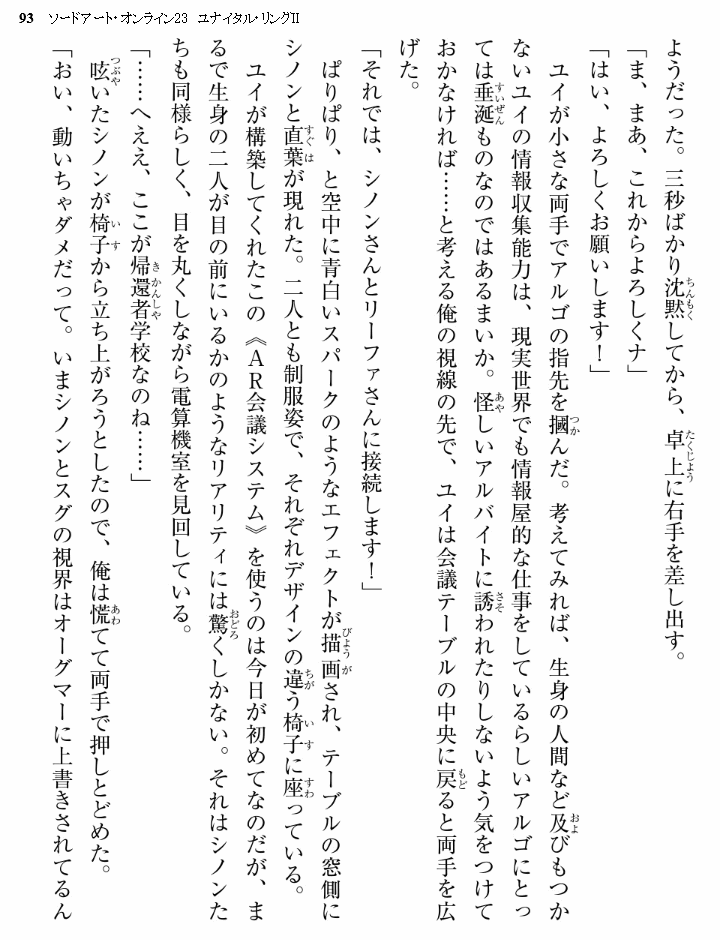 93 ソードアート・オンライン23 ユナイタル・リングⅡ
ようだった。三秒ばかり沈黙してから、卓上に右手を差し出す。
「ま、まあ、これからよろしくナ」
「はい、よろしくお願いします！」
ユイが小さな両手でアルゴの指先を摑んだ。考えてみれば、生身の人間など及びもつか
ないユイの情報収集能力は、現実世界でも情報屋的な仕事をしているらしいアルゴにとっ
ては垂涎ものなのではあるまいか。怪しいアルバイトに誘われたりしないよう気をつけて
おかなければ……と考える俺の視線の先で、ユイは会議テーブルの中央に戻ると両手を広
げた。
「それでは、シノンさんとリーファさんに接続します！」
ぱりぱり、と空中に青白いスパークのようなエフェクトが描画され、テーブルの窓側に
シノンと直葉が現れた。二人とも制服姿で、それぞれデザインの違う椅子に座っている。
ユイが構築してくれたこの《AR会議システム》を使うのは今日が初めてなのだが、ま
るで生身の二人が目の前にいるかのようなリアリティには驚くしかない。それはシノンた
ちも同様らしく、目を丸くしながら電算機室を見回している。
「……へええ、ここが帰還者学校なのね……」
呟いたシノンが椅子から立ち上がろうとしたので、俺は慌てて両手で押しとどめた。
「おい、動いちゃダメだって。いまシノンとスグの視界はオーグマーに上書きされてるん